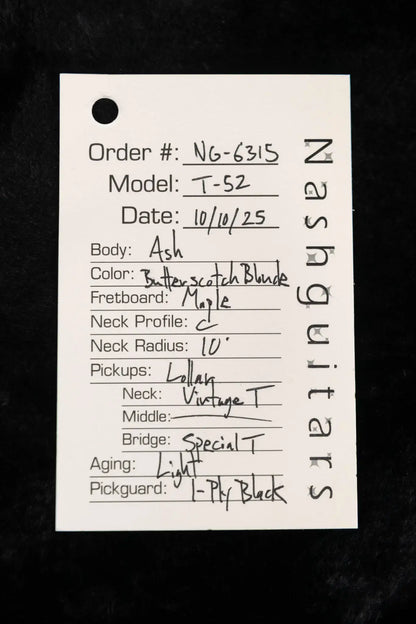 Order #: NG-6315
Model: T-52
Date: 10/10/25
Body: Ash
Color: Butterscotch Blonde
Fretboard: Maple
Neck Profile: C
Neck Radius: 10"
Pickups: Lollar
Neck: Vintage T
Middle: —
Bridge: Special T
Aging: Light
Pickguard: 1-Ply Black
Nashguitars